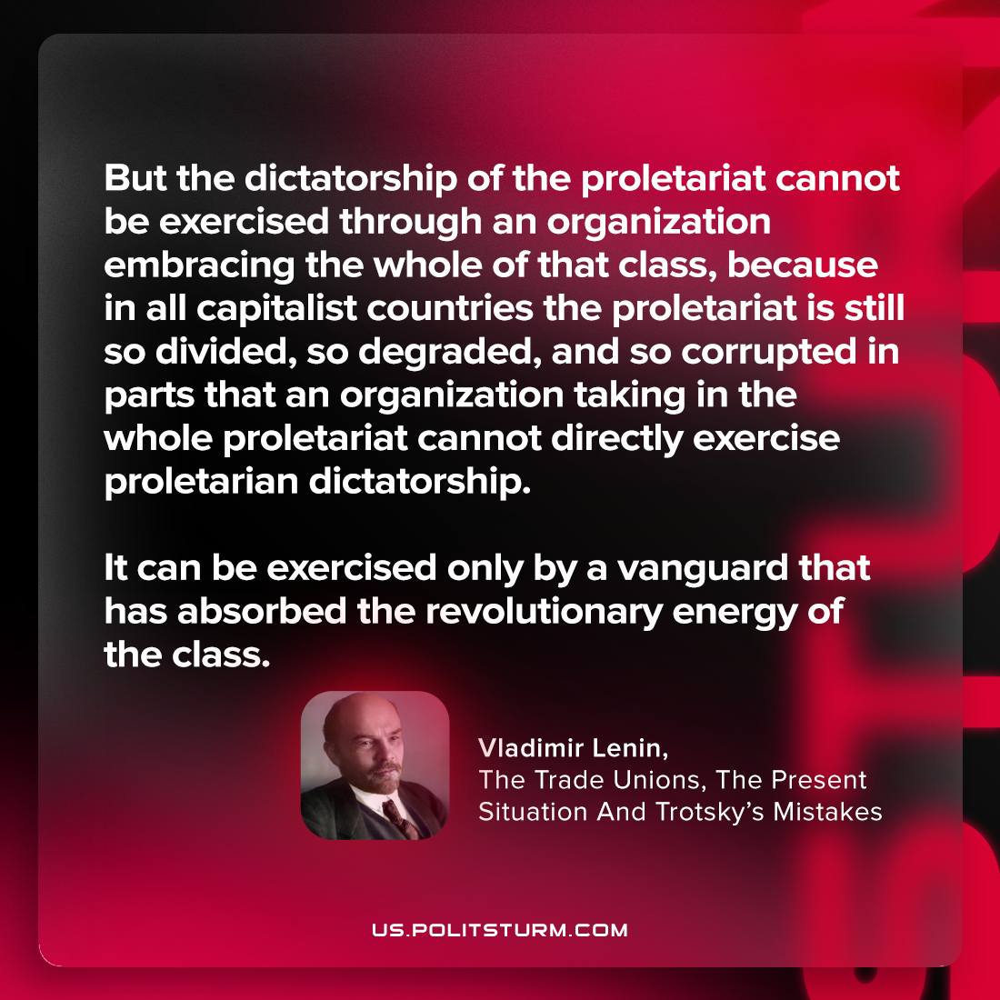 But the dictatorship of the proletariat cannot
be exercised through an organization
embracing the whole of that class, because
in all capitalist countries the proletariat is still
so divided, so degraded, and so corrupted in
parts that an organization taking in the
whole proletariat cannot directly exercise
proletarian dictatorship.
It can be exercised only by a vanguard that
has absorbed the revolutionary energy of
the class.
Vladimir Lenin,
The Trade Unions, The Present
Situation And Trotsky’s Mistakes
US.POLITSTURM.COM